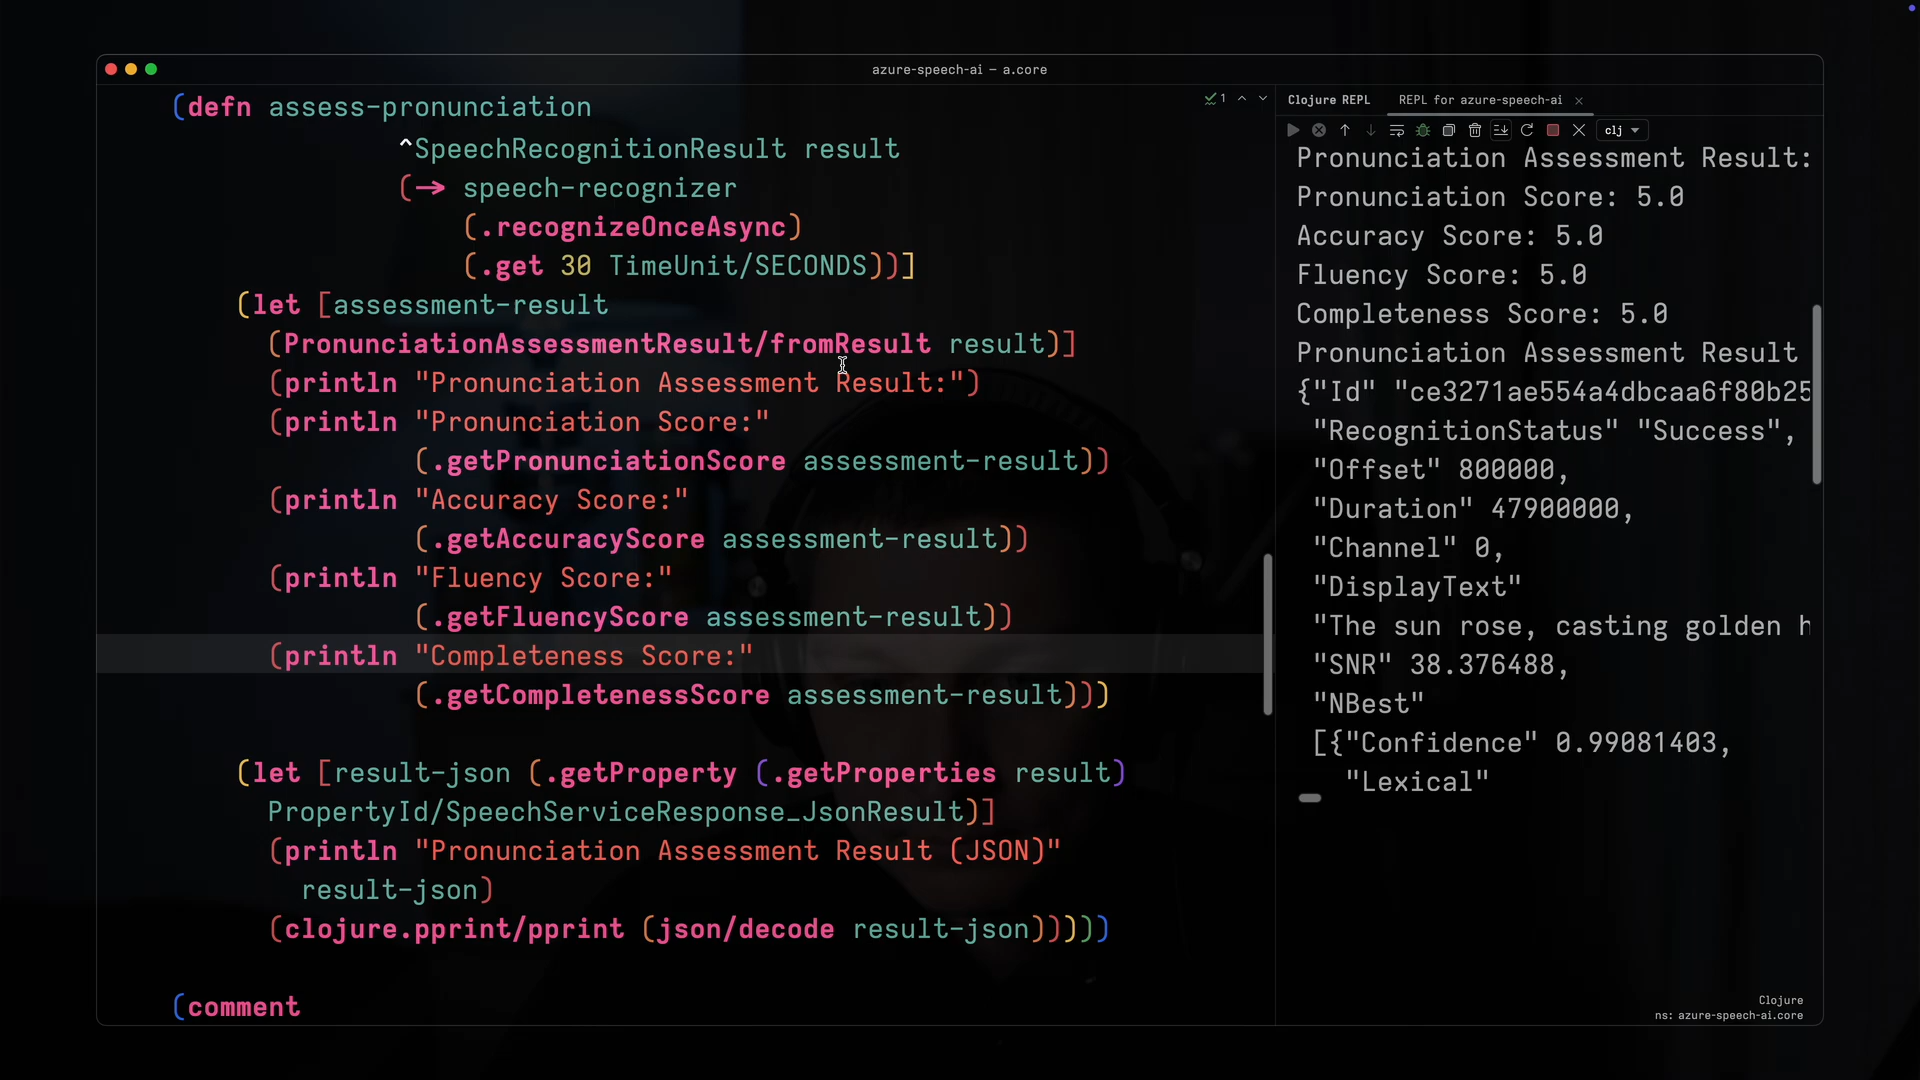 azure-speech-ai – a.core
(defn assess-pronunciation
^SpeechRecognitionResult result
(-> speech-recognizer
(.recognizeOnceAsync)
(.get 30 TimeUnit/SECONDS))]
(let [assessment-result
(PronunciationAssessmentResult/fromResult result)]
(println "Pronunciation Assessment Result:")
(println "Pronunciation Score:"
(.getPronunciationScore assessment-result))
(println "Accuracy Score:"
(.getAccuracyScore assessment-result))
(println "Fluency Score:"
(.getFluencyScore assessment-result))
(println "Completeness Score:"
(.getCompletenessScore assessment-result)))
(let [result-json (.getProperty (.getProperties result)
PropertyId/SpeechServiceResponse_JsonResult)]
(println "Pronunciation Assessment Result (JSON)"
result-json)
(clojure.pprint/pprint (json/decode result-json)))))
(comment
1
Clojure REPL
REPL for azure-speech-ai
clj
Pronunciation Assessment Result:
Pronunciation Score: 5.0
Accuracy Score: 5.0
Fluency Score: 5.0
Completeness Score: 5.0
Pronunciation Assessment Result
{"Id" "ce3271ae554a4dbcaa6f80b25
"RecognitionStatus" "Success",
"Offset" 800000,
"Duration" 47900000,
"Channel" 0,
"DisplayText"
"The sun rose, casting golden h
"SNR" 38.376488,
"NBest"
[{"Confidence" 0.99081403,
"Lexical"
Clojure
ns: azure-speech-ai.core